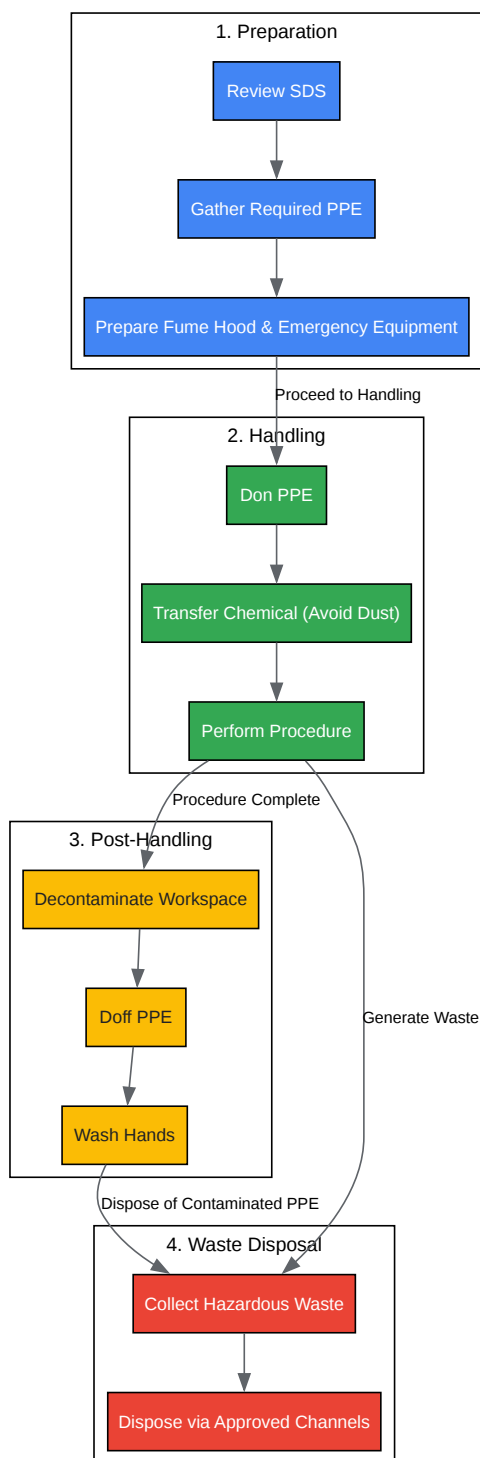 1. Preparation
Review SDS
Gather Required PPE
Prepare Fume Hood & Emergency Equipment
Proceed to Handling
2. Handling
Don PPE
Transfer Chemical (Avoid Dust)
Perform Procedure
Procedure Complete
3. Post-Handling
Decontaminate Workspace
Doff PPE
Generate Waste
Wash Hands
Dispose of Contaminated PPE
4. Waste Disposal
Collect Hazardous Waste
Dispose via Approved Channels